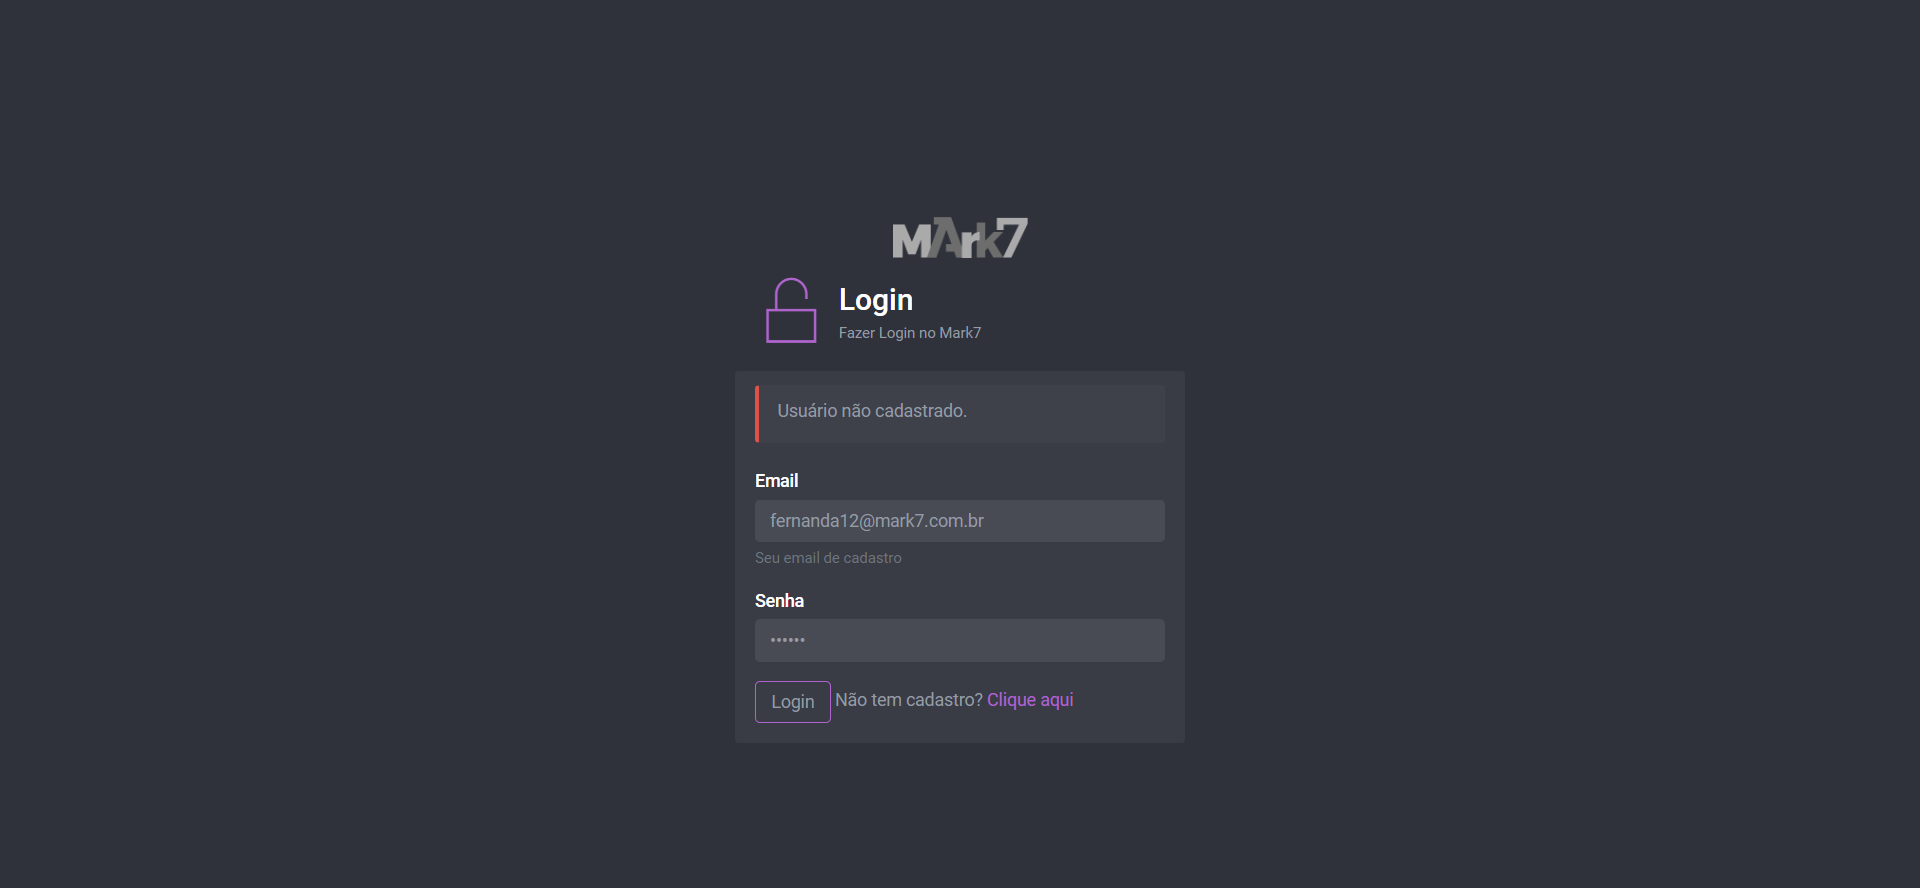 MArk7
Login
Fazer Login no Mark7
Usuário não cadastrado.
Email
fernanda12@mark7.com.br
Seu email de cadastro
Senha
••••••
Login Não tem cadastro? Clique aqui